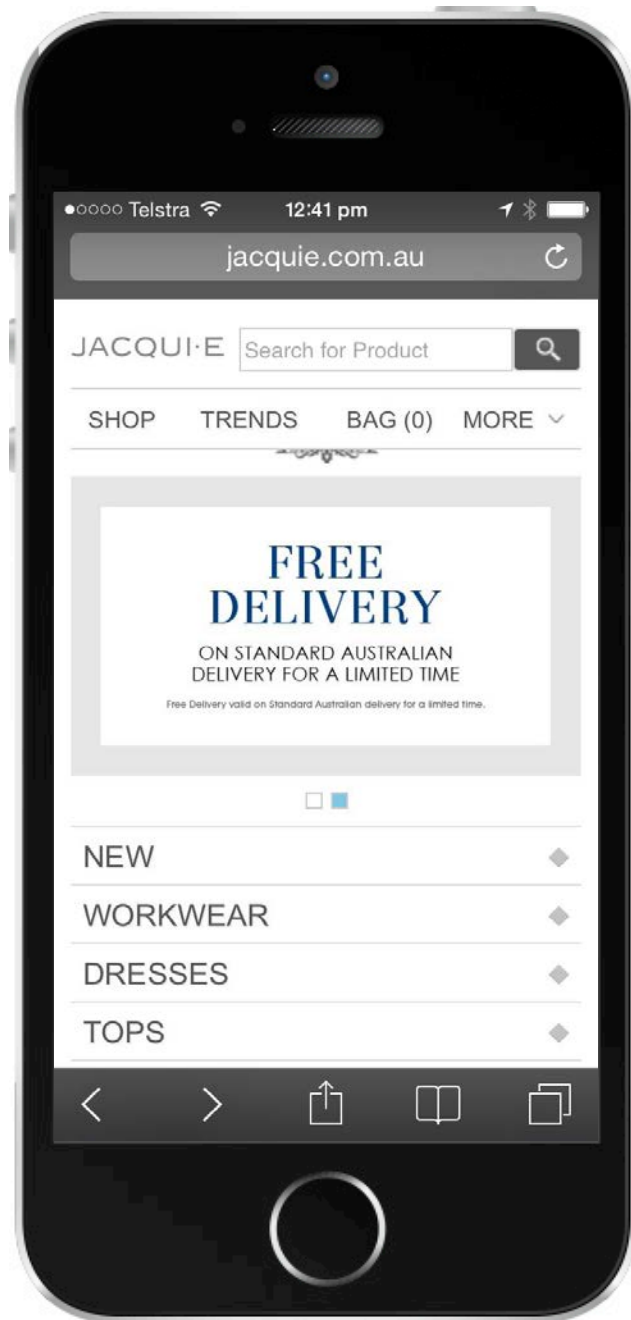 Telstra 12:41 pm
jacquie.com.au
JACQUI·E Search for Product
SHOP TRENDS BAG (0) MORE
FREE
DELIVERY
ON STANDARD AUSTRALIAN
DELIVERY FOR A LIMITED TIME
Free Delivery valid on Standard Australian delivery for a limited time.
NEW
WORKWEAR
DRESSES
TOPS